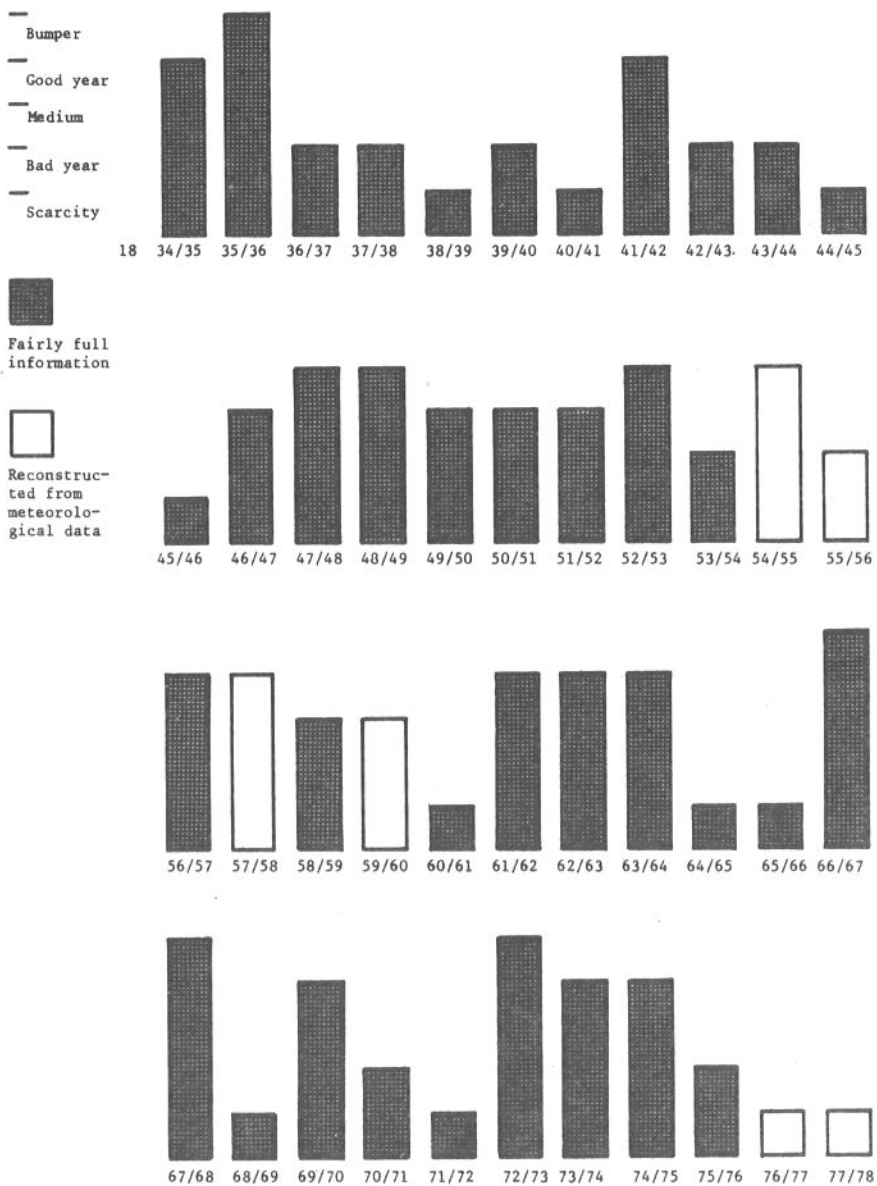 Bumper
Good year
Medium
Bad year
Scarcity
18 34/35 35/36 36/37 37/38 38/39 39/40 40/41 41/42 42/43. 43/44 44/45
Fairly full
information
Reconstruc-
ted from
meteorolo-
gical data
45/46 46/47 47/48 48/49 49/50 50/51 51/52 52/53 53/54 54/55 55/56
56/57 57/58 58/59 59/60 60/61 61/62 62/63 63/64 64/65 65/66 66/67
67/68 68/69 69/70 70/71 71/72 72/73 73/74 74/75 75/76 76/77 77/78